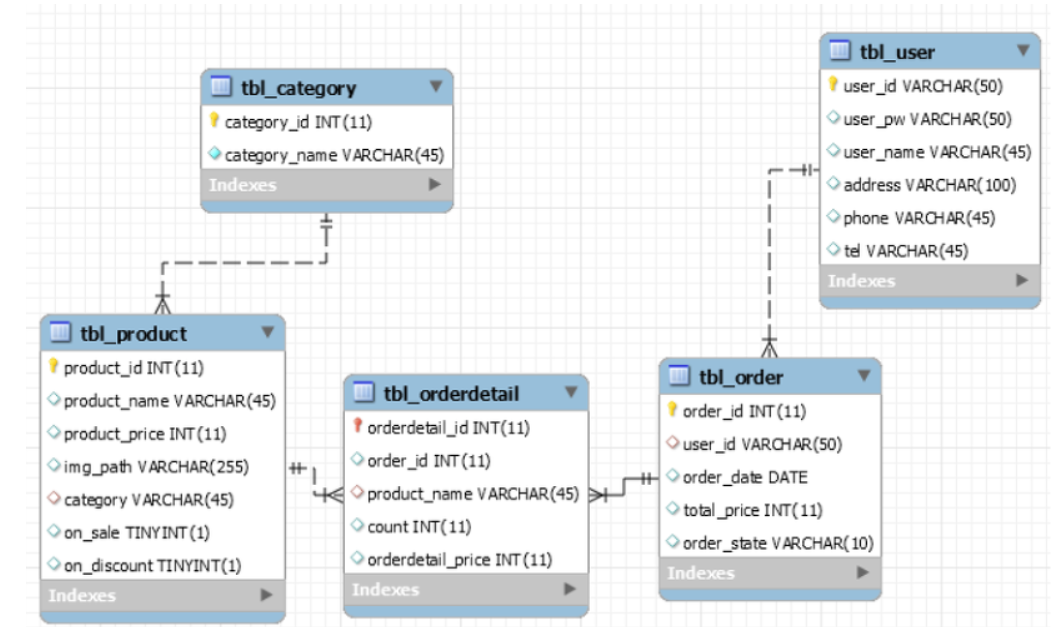 tbl_category
category_id INT(11)
category_name VARCHAR(45)
Indexes
tbl_user
user_id VARCHAR(50)
user_pw VARCHAR(50)
user_name VARCHAR(45)
address VARCHAR(100)
phone VARCHAR(45)
tel VARCHAR(45)
Indexes
tbl_product
product_id INT(11)
product_name VARCHAR(45)
product_price INT(11)
img_path VARCHAR(255)
category VARCHAR(45)
on_sale TINYINT(1)
on_discount TINYINT(1)
Indexes
tbl_orderdetail
orderdetail_id INT(11)
order_id INT(11)
product_name VARCHAR(45)
count INT(11)
orderdetail_price INT(11)
Indexes
tbl_order
order_id INT(11)
user_id VARCHAR(50)
order_date DATE
total_price INT(11)
order_state VARCHAR(10)
Indexes